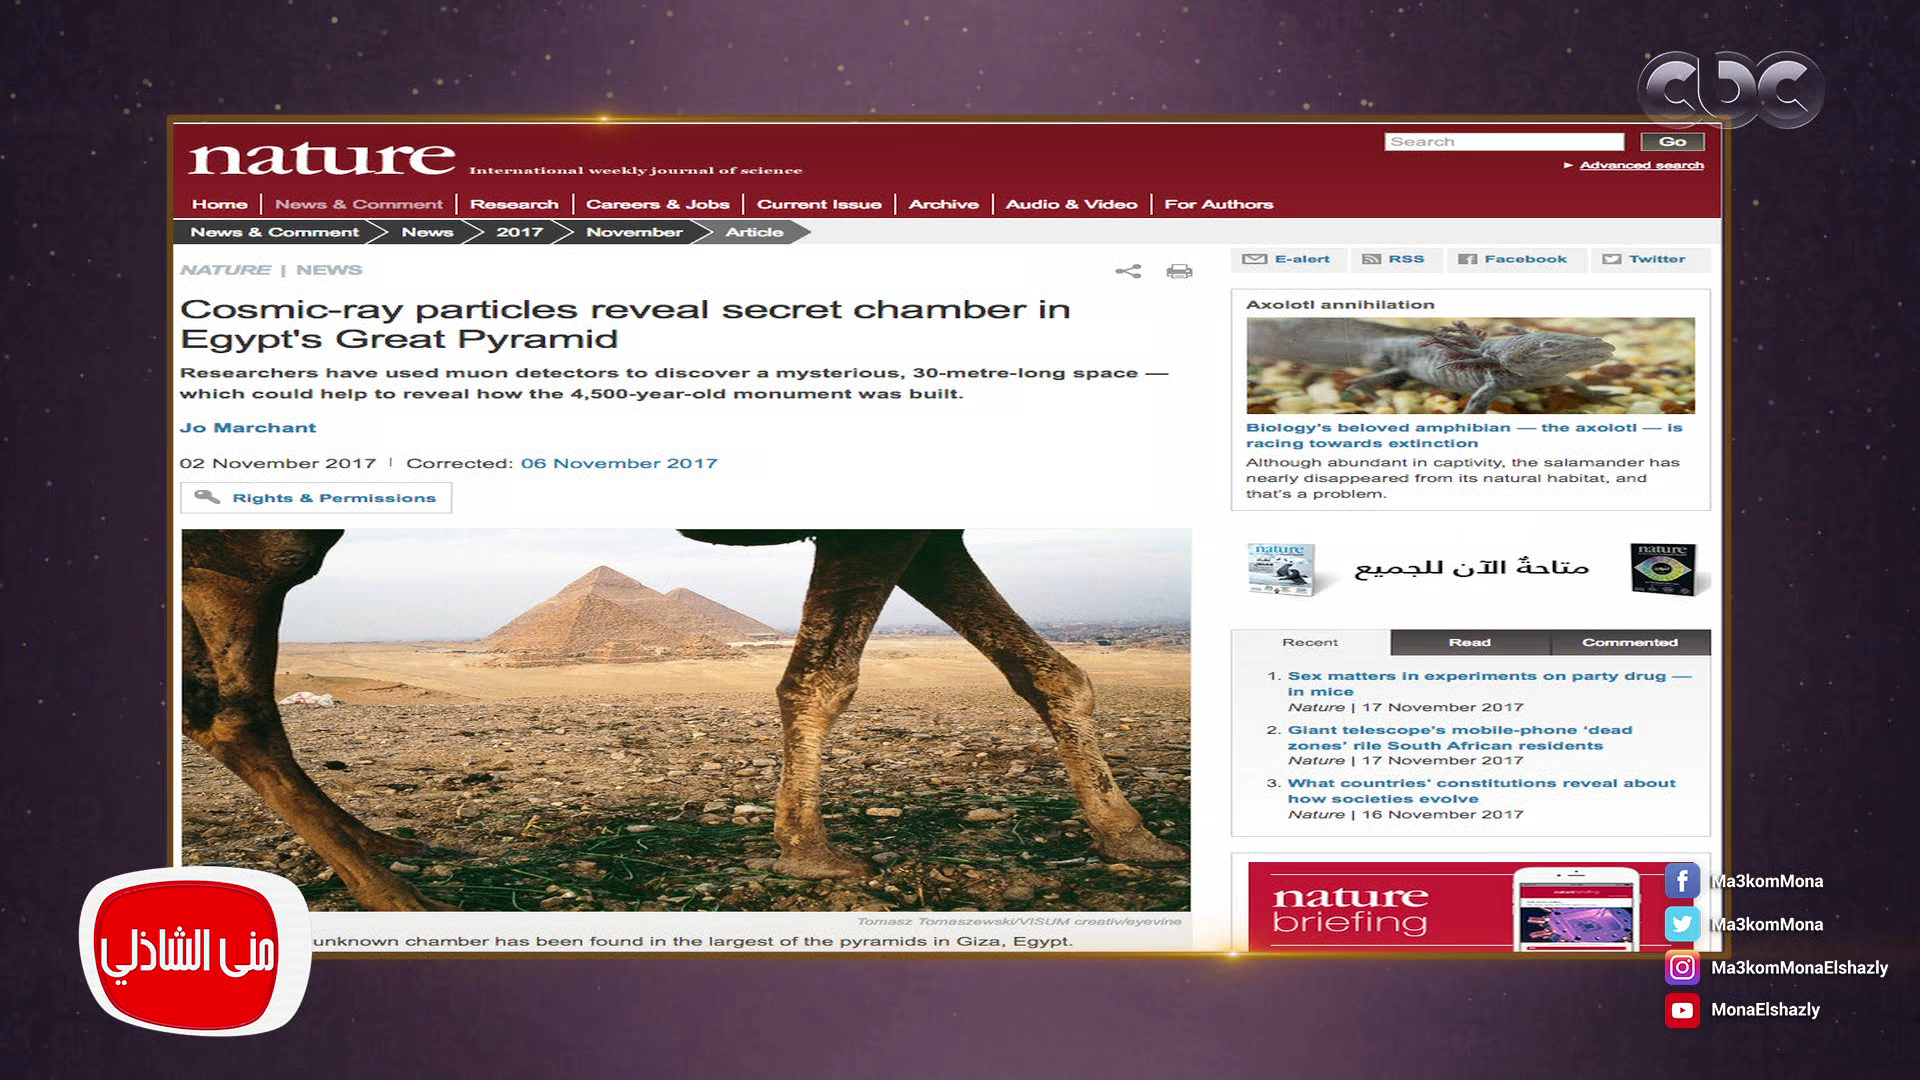 cbc
nature International weekly journal of science
Search Go
Advanced search
Home News & Comment Research Careers & Jobs Current Issue Archive Audio & Video For Authors
News & Comment News 2017 November Article
NATURE | NEWS
Cosmic-ray particles reveal secret chamber in
Egypt's Great Pyramid
Researchers have used muon detectors to discover a mysterious, 30-metre-long space —
which could help to reveal how the 4,500-year-old monument was built.
Jo Marchant
02 November 2017 | Corrected: 06 November 2017
Rights & Permissions
Tomasz Tomaszewski/VISUM creativ/eyevine
unknown chamber has been found in the largest of the pyramids in Giza, Egypt.
E-alert RSS Facebook Twitter
Axolotl annihilation
Biology's beloved amphibian — the axolotl — is
racing towards extinction
Although abundant in captivity, the salamander has
nearly disappeared from its natural habitat, and
that's a problem.
nature متاحةٌ الآن للجميع nature
Recent Read Commented
1. Sex matters in experiments on party drug —
in mice
Nature | 17 November 2017
2. Giant telescope's mobile-phone ‘dead
zones’ rile South African residents
Nature | 17 November 2017
3. What countries' constitutions reveal about
how societies evolve
Nature | 16 November 2017
nature
briefing
منى الشاذلي
Ma3komMona
Ma3komMona
Ma3komMonaElshazly
MonaElshazly